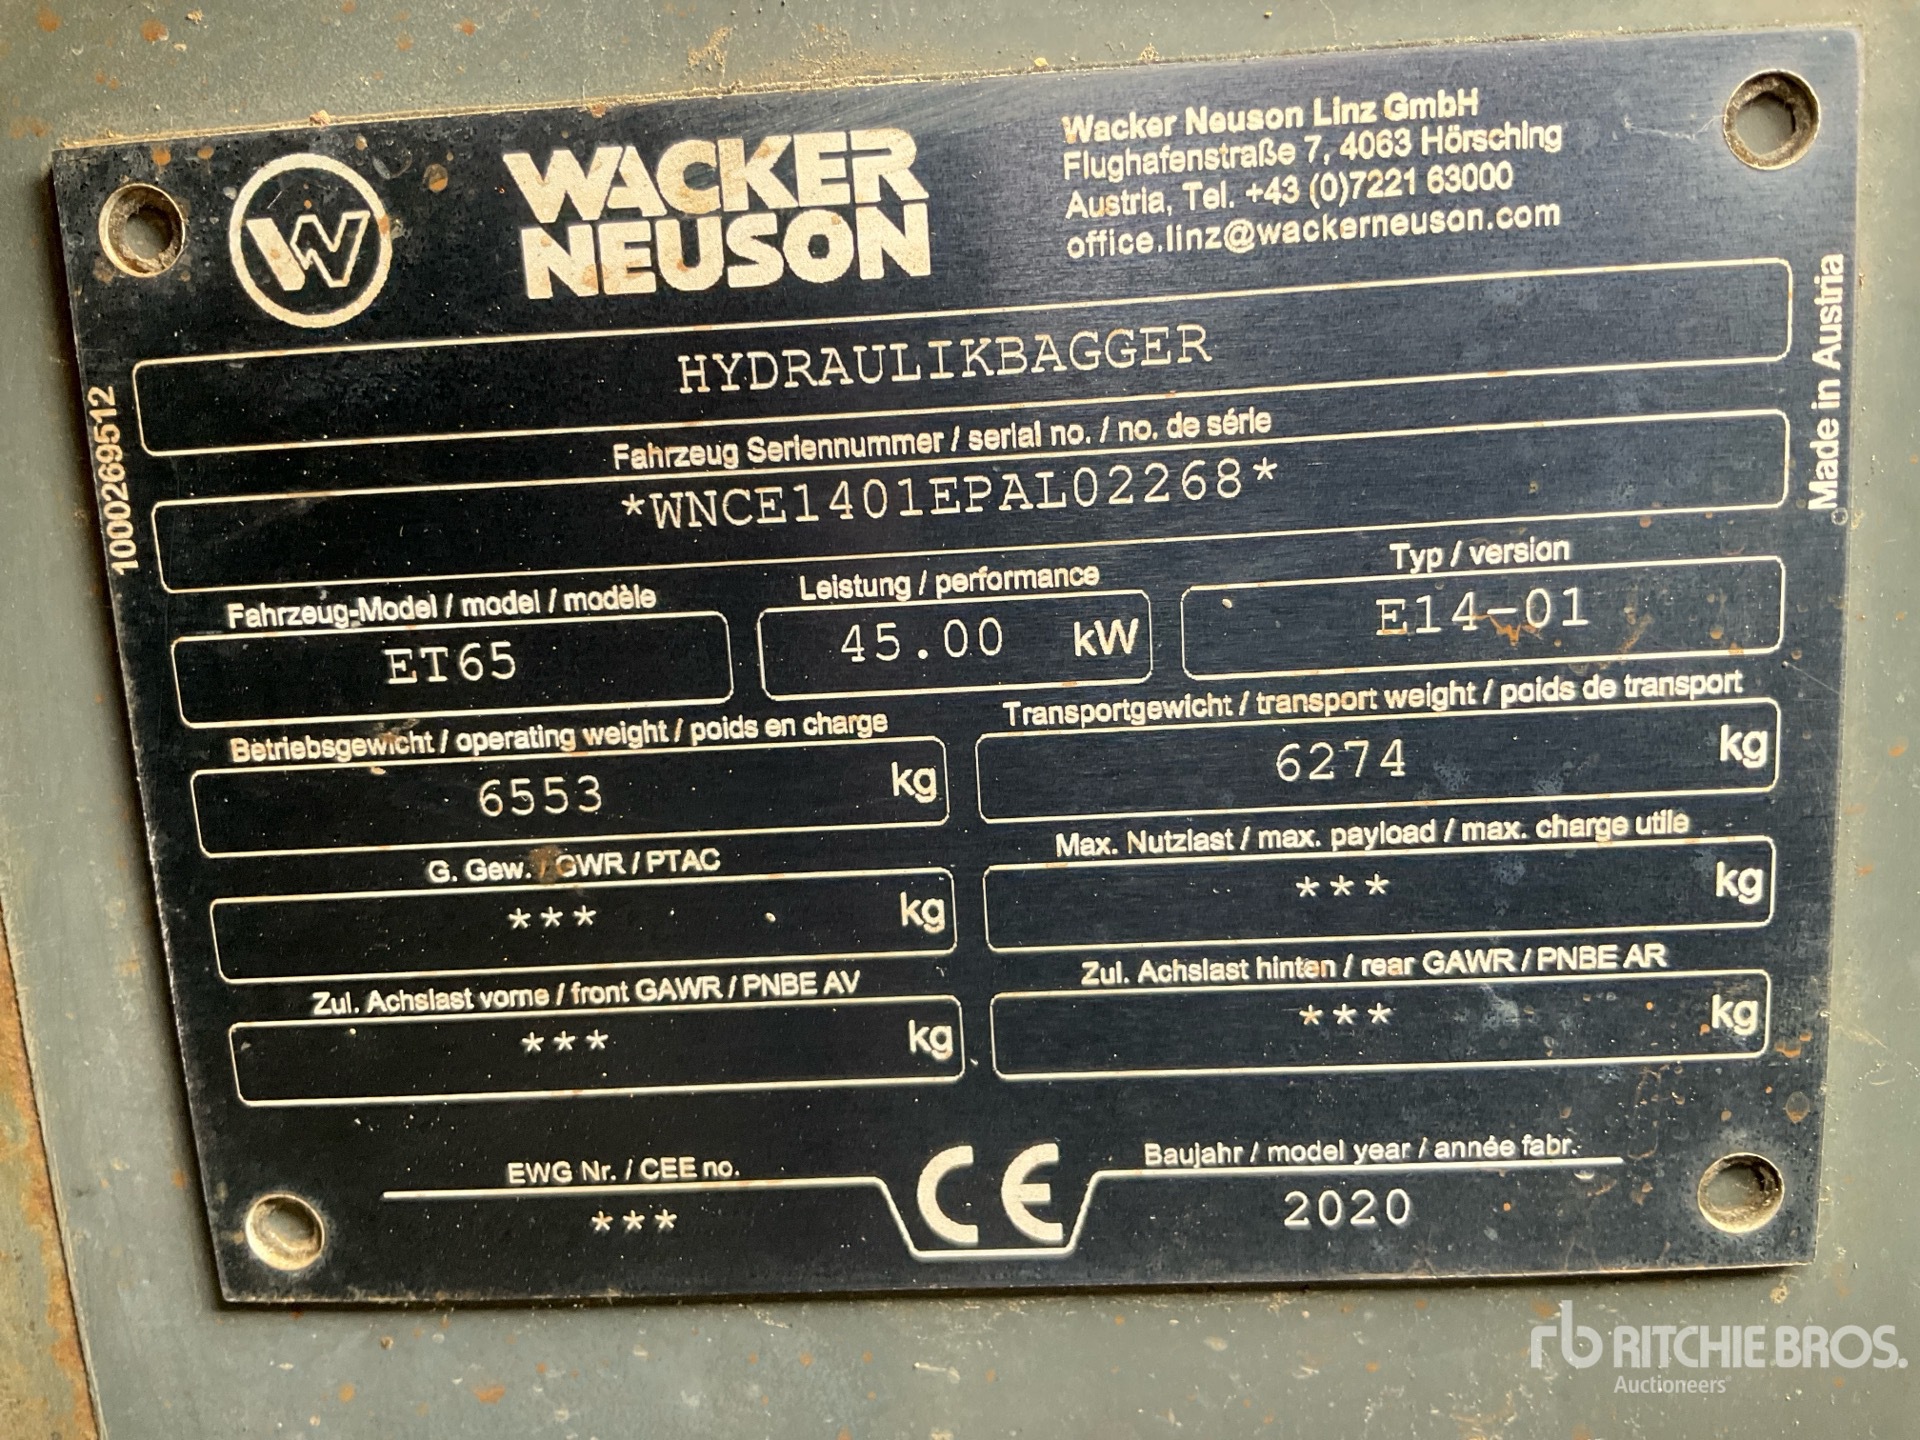 W
WACKER
NEUSON
Wacker Neuson Linz GmbH
Flughafenstraße 7, 4063 Hörsching
Austria, Tel. +43 (0)7221 63000
office.linz@wackerneuson.com
HYDRAULIKBAGGER
Made in Austria
1000269512
Fahrzeug Seriennummer / serial no. / no. de série
*WNCE1401EPAL02268*
Fahrzeug-Model / model / modèle
ET65
Leistung / performance
45.00 kW
Typ / version
E14-01
Betriebsgewicht / operating weight / poids en charge
6553 kg
Transportgewicht / transport weight / poids de transport
6274 kg
G. Gew. / GWR / PTAC
*** kg
Max. Nutzlast / max. payload / max. charge utile
*** kg
Zul. Achslast vorne / front GAWR / PNBE AV
*** kg
Zul. Achslast hinten / rear GAWR / PNBE AR
*** kg
EWG Nr. / CEE no.
***
CE
Baujahr / model year / année fabr.
2020
rb RITCHIE BROS.
Auctioneers